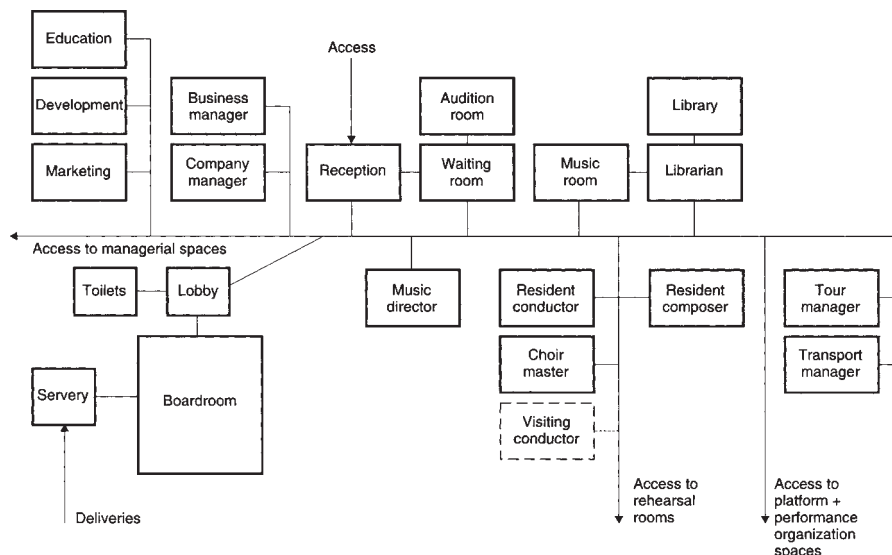 Education
Access
Development
Business
manager
Audition
room
Library
Marketing
Company
manager
Reception
Waiting
room
Music
room
Librarian
Access to managerial spaces
Toilets
Lobby
Music
director
Resident
conductor
Resident
composer
Tour
manager
Choir
master
Transport
manager
Servery
Boardroom
Visiting
conductor
Deliveries
Access to
rehearsal
rooms
Access to
platform +
performance
organization
spaces